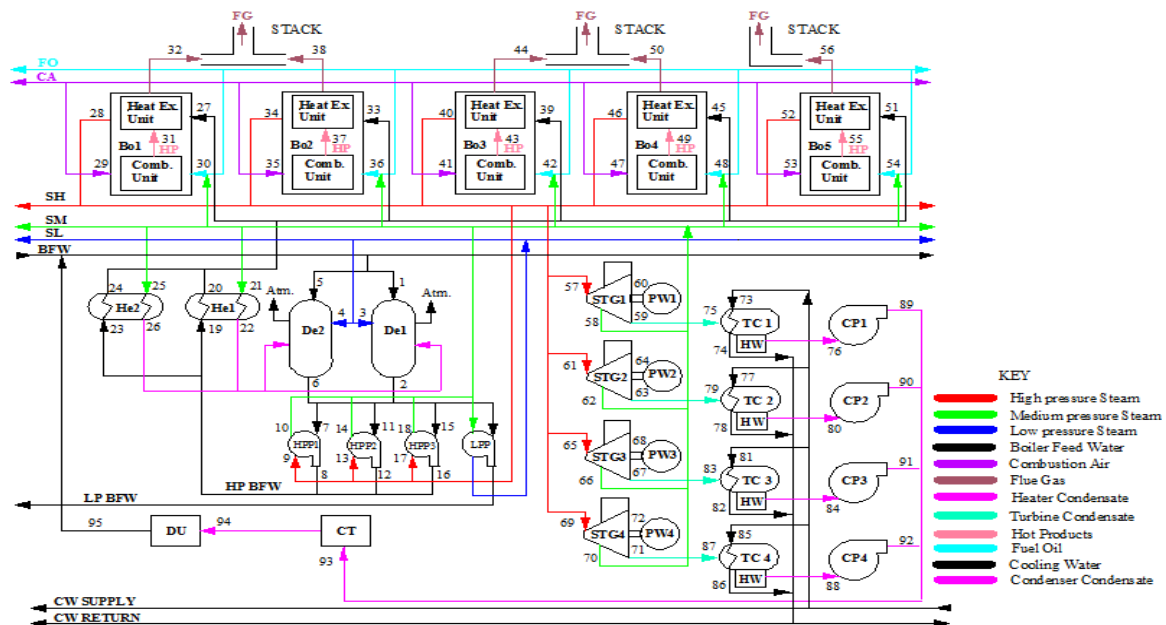 FG FG FG
STACK STACK STACK
32 38 44 50 56
FO
CA
28 Heat Ex. Unit 27 34 Heat Ex. Unit 33 40 Heat Ex. Unit 39 46 Heat Ex. Unit 45 52 Heat Ex. Unit 51
31 37 43 49 55
Bo1 HP Bo2 HP Bo3 HP Bo4 HP Bo5 HP
29 Comb. Unit 30 35 Comb. Unit 36 41 Comb. Unit 42 47 Comb. Unit 48 53 Comb. Unit 54
SH
SM
SL
BFW
24 25 20 21 5 1
Atm. Atm.
He2 He1
23 26 19 22
De2 4 3 De1
6 2
10 7 14 11 18 15
HPP1 HPP2 HPP3 LPP
9 8 13 12 17 16
HP BFW
LP BFW
95 DU 94 CT
93
57 STG1 60 PW1
58 59
61 STG2 64 PW2
62 63
65 STG3 68 PW3
66 67
69 STG4 72 PW4
70 71
73
75 TC 1 CP1 89
74 HW 76
77
79 TC 2 CP2 90
78 HW 80
81
83 TC 3 CP3 91
82 HW 84
85
87 TC 4 CP4 92
86 HW 88
KEY
High pressure Steam
Medium pressure Steam
Low pressure Steam
Boiler Feed Water
Combustion Air
Flue Gas
Heater Condensate
Turbine Condensate
Hot Products
Fuel Oil
Cooling Water
Condenser Condensate
CW SUPPLY
CW RETURN